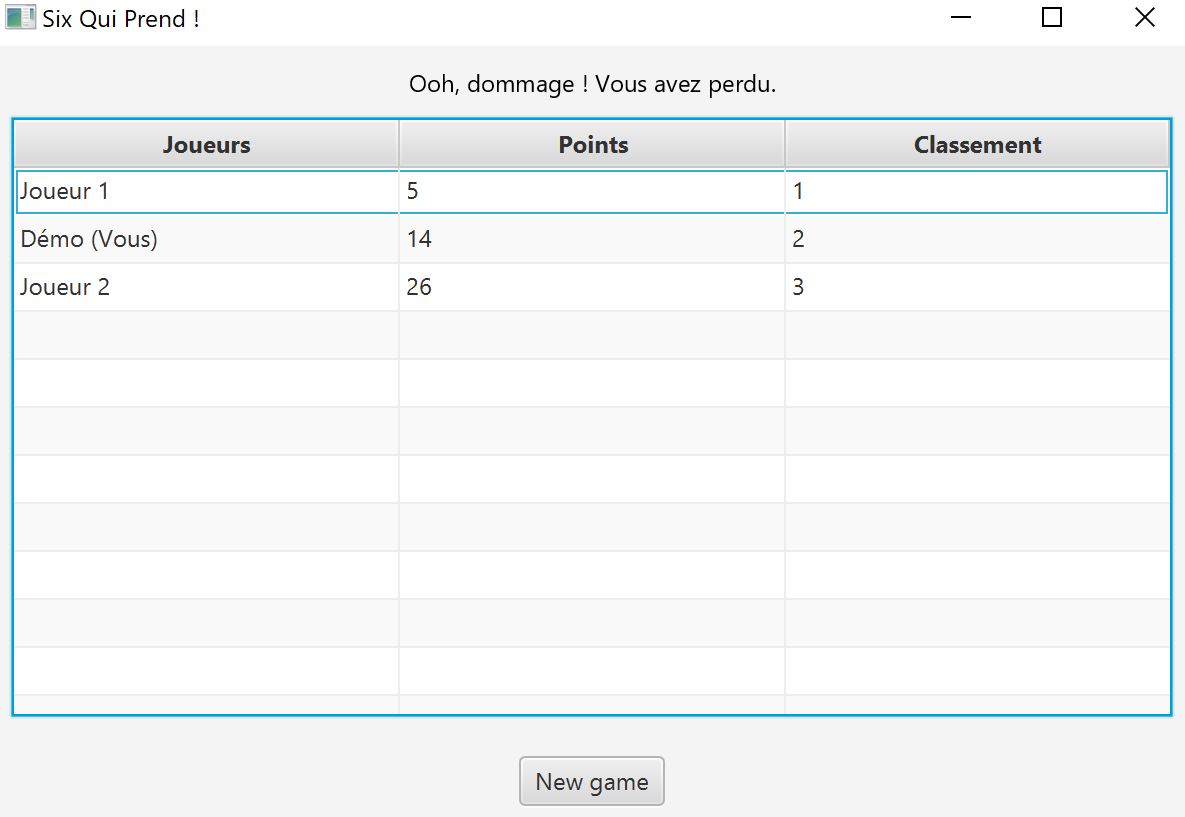 Six Qui Prend !
Ooh, dommage ! Vous avez perdu.
Joueurs Points Classement
Joueur 1 5 1
Démo (Vous) 14 2
Joueur 2 26 3
New game